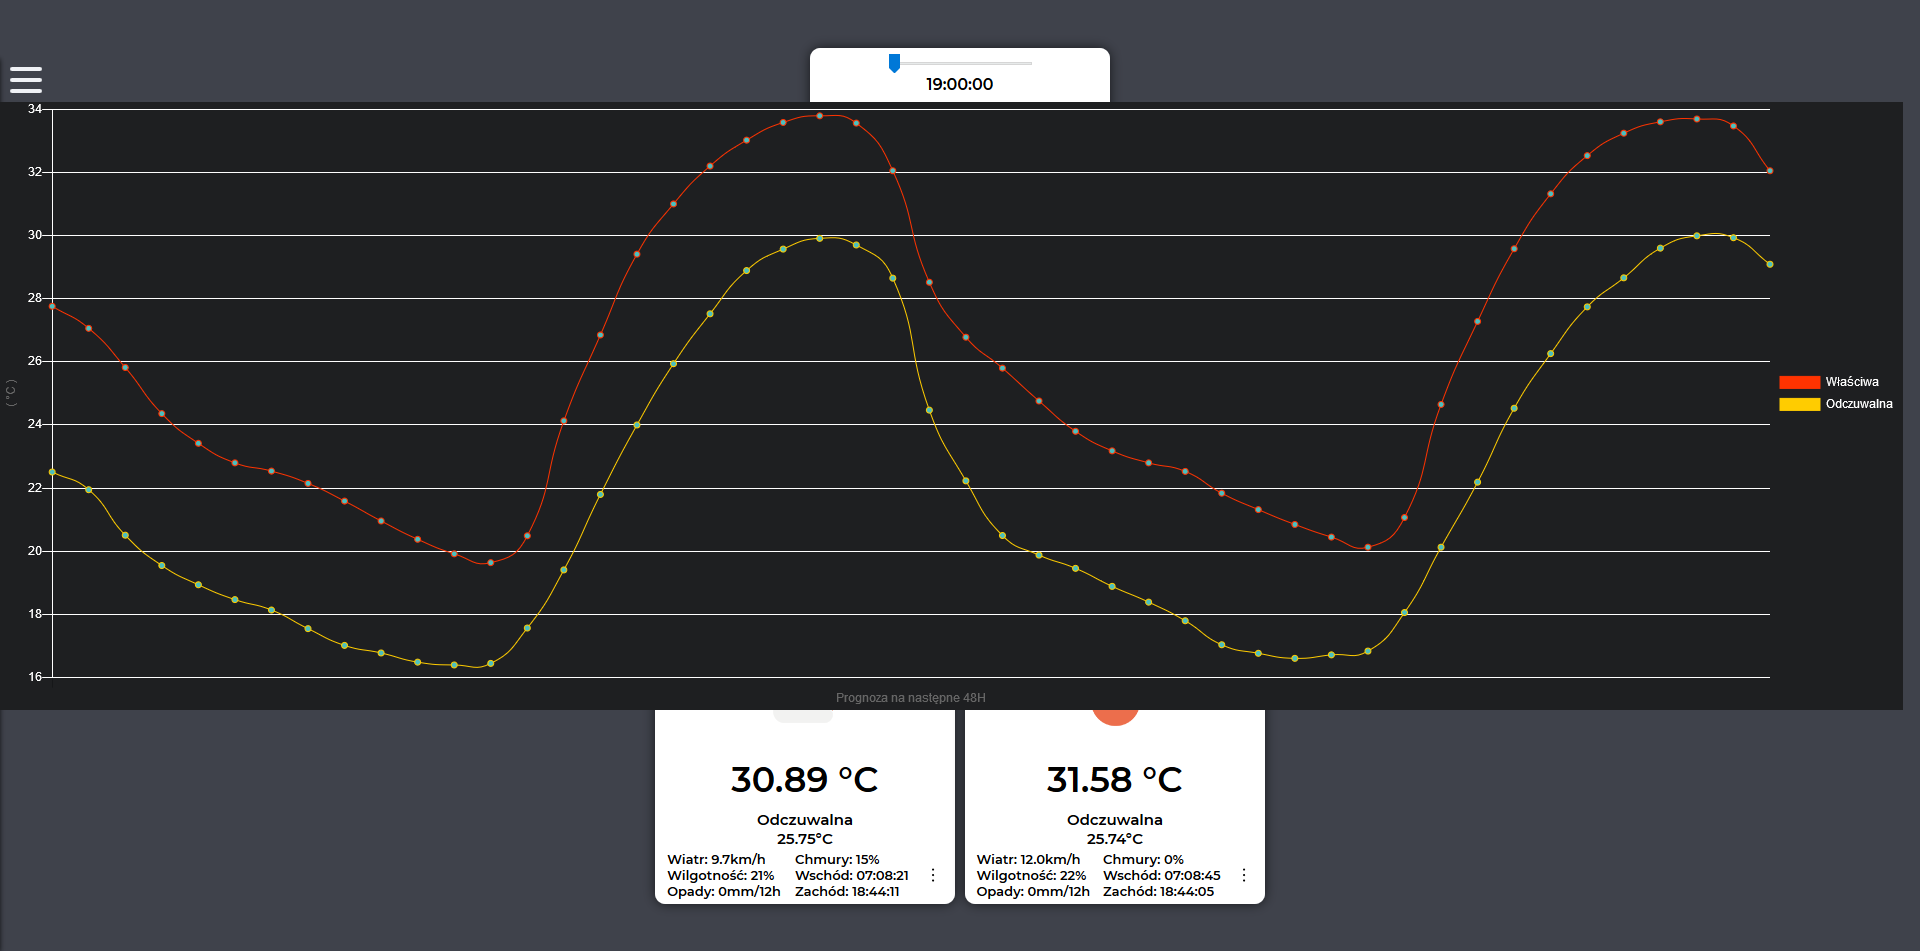 19:00:00
34
32
30
28
26
24
22
20
18
16
( °C )
Właściwa
Odczuwalna
Prognoza na następne 48H
30.89 °C
Odczuwalna
25.75°C
Wiatr: 9.7km/h Chmury: 15%
Wilgotność: 21% Wschód: 07:08:21
Opady: 0mm/12h Zachód: 18:44:11
31.58 °C
Odczuwalna
25.74°C
Wiatr: 12.0km/h Chmury: 0%
Wilgotność: 22% Wschód: 07:08:45
Opady: 0mm/12h Zachód: 18:44:05